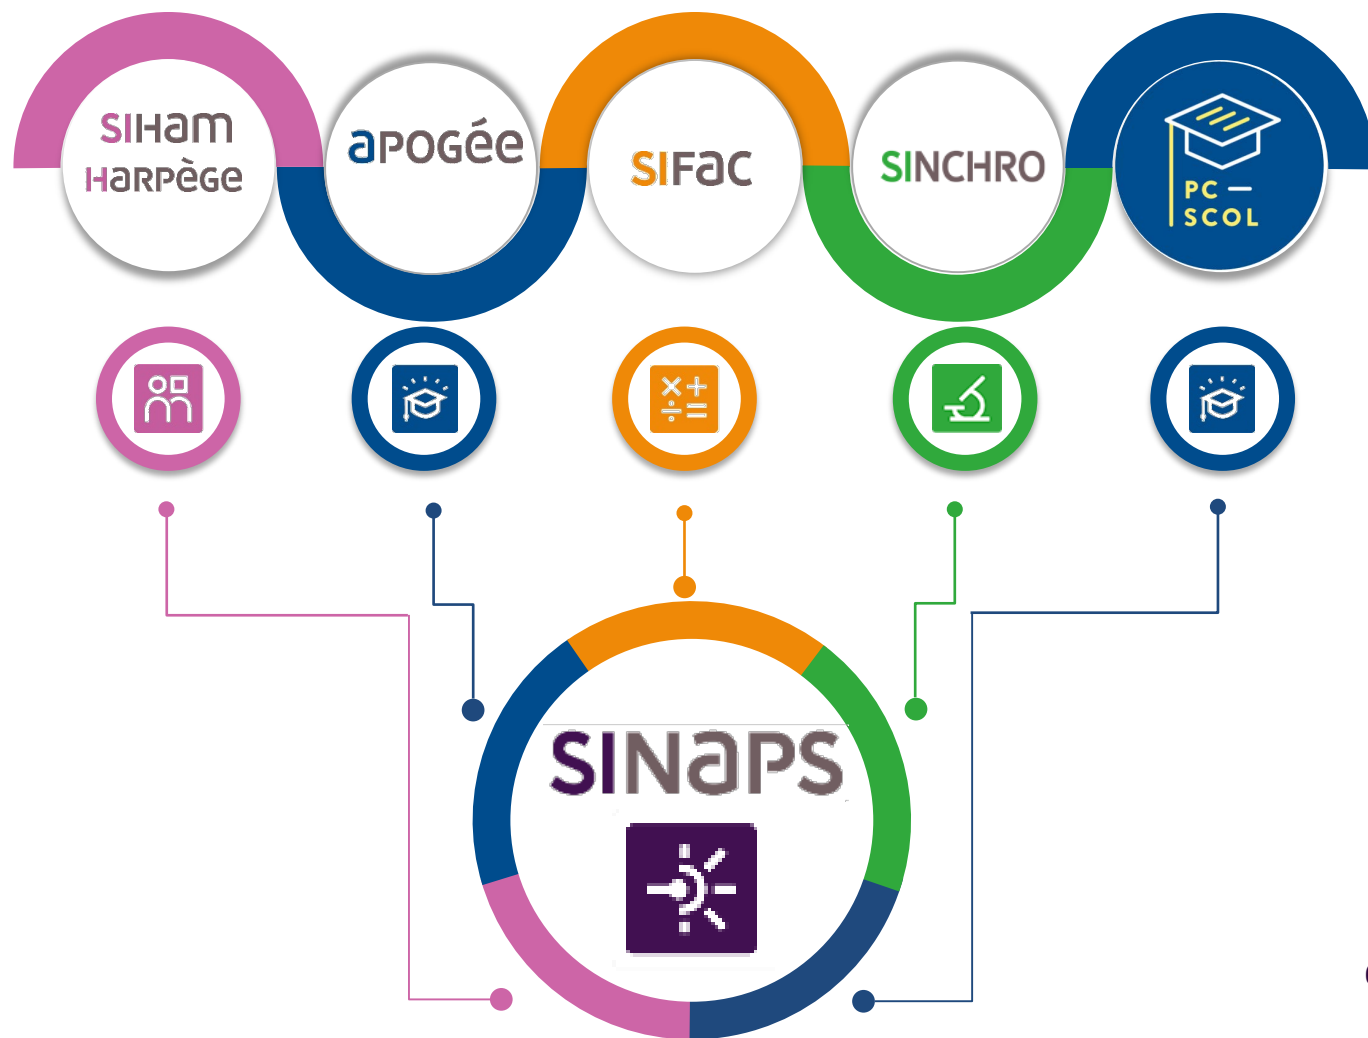 SIHam
HaRPèGe
aPOGée
SIFaC
SINCHRO
PC —
SCOL
SINaPS